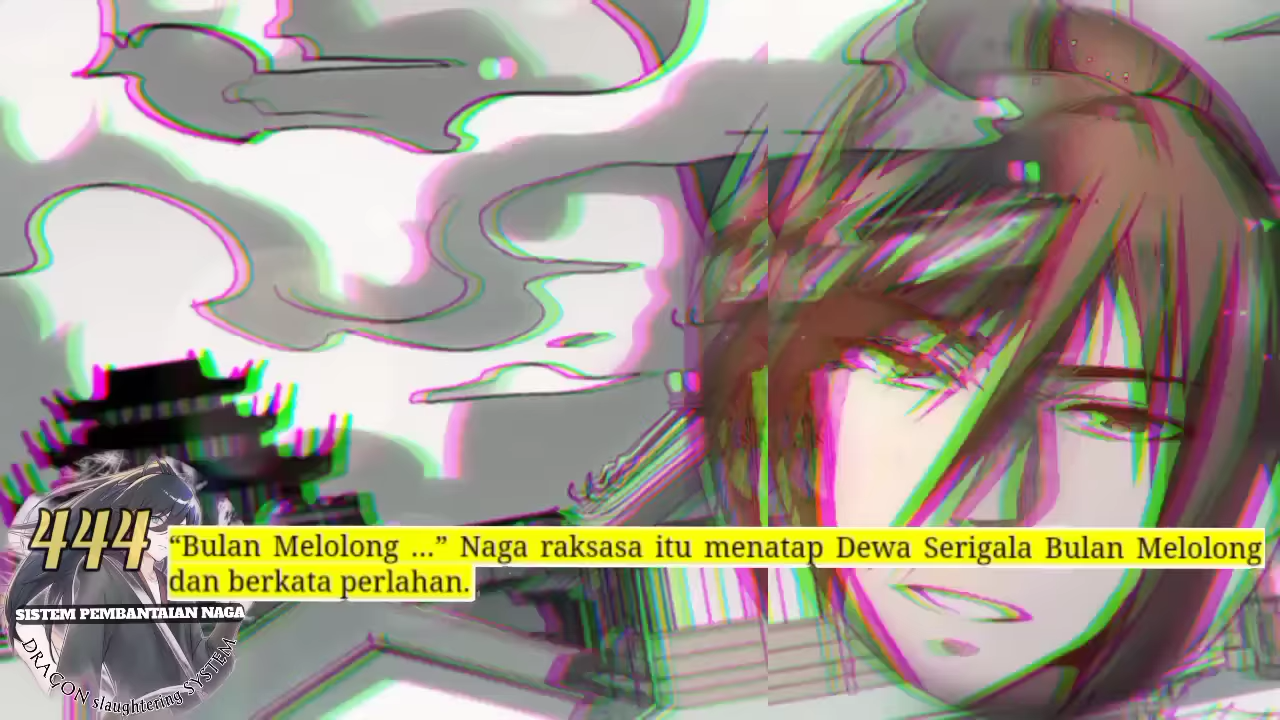 444
“Bulan Melolong ...” Naga raksasa itu menatap Dewa Serigala Bulan Melolong
dan berkata perlahan.
SISTEM PEMBANTAIAN NAGA
DRAGON slaughtering SYSTEM